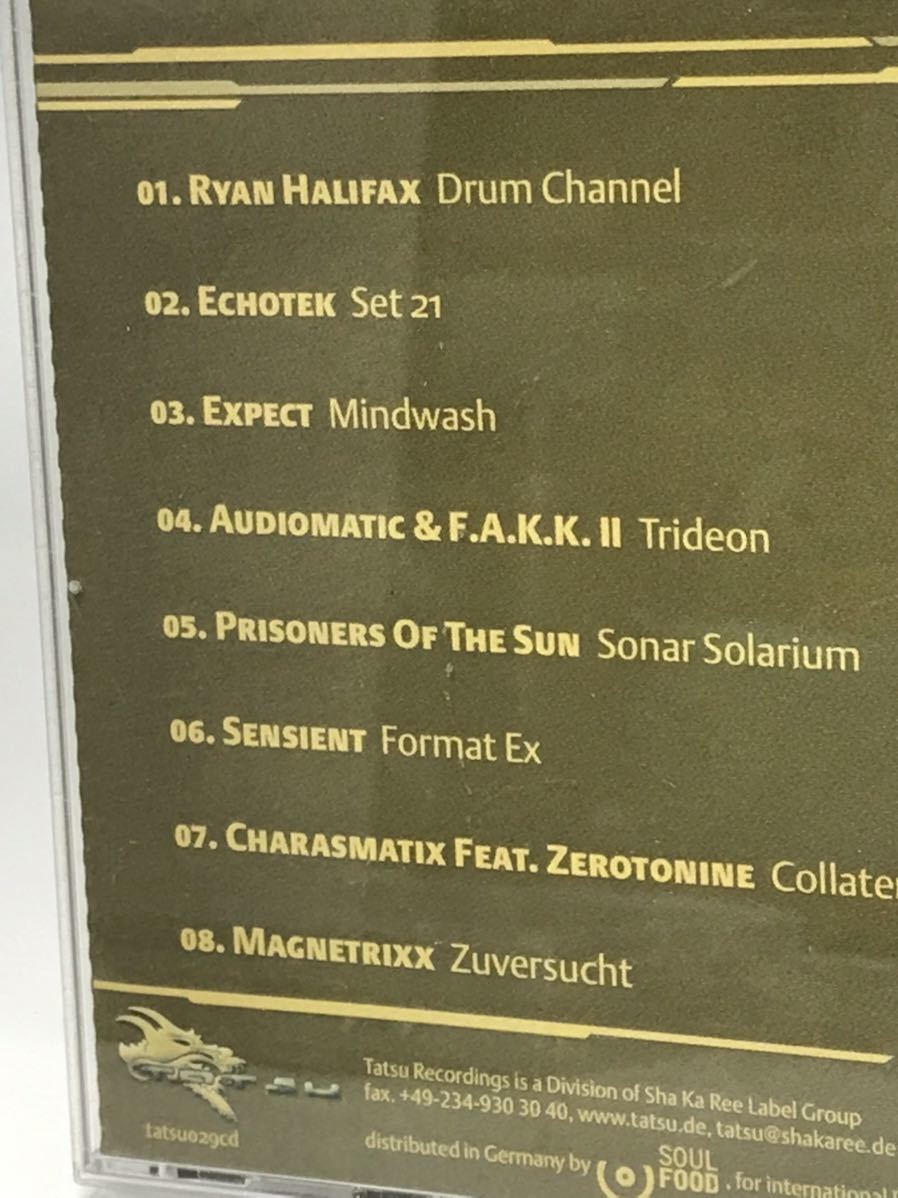 01. RYAN HALIFAX Drum Channel
02. ECHOTEK Set 21
03. EXPECT Mindwash
04. AUDIOMATIC & F.A.K.K. II Trideon
05. PRISONERS OF THE SUN Sonar Solarium
06. SENSIENT Format Ex
07. CHARASMATIX FEAT. ZEROTONINE
08. MAGNETRIXX Zuversucht
Tatsu Recordings is a Division of Sha Ka Ree Label Group
fax. +49-234-930 30 40, www.tatsu.de, tatsu@shakaree.de
tatsu029cd
distributed in Germany by SOUL FOOD . for international